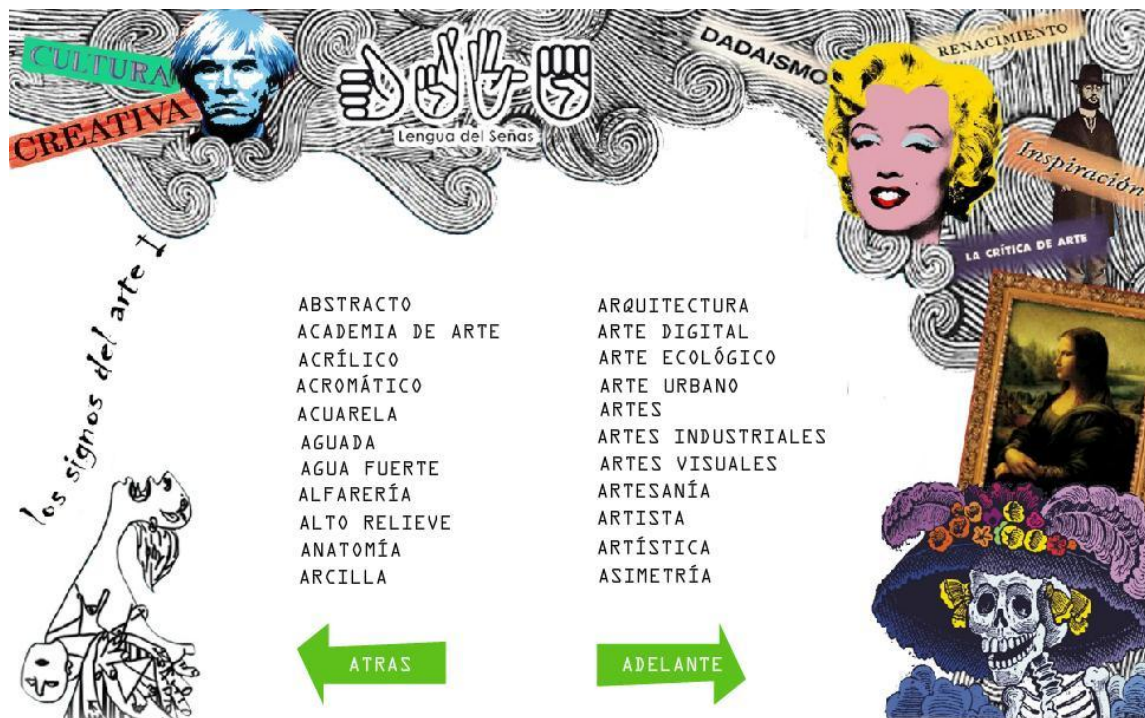 CULTURA
CREATIVA
Lengua del Señas
DADAISMO
RENACIMIENTO
Inspiración
LA CRÍTICA DE ARTE
los signos del arte I
ABSTRACTO
ACADEMIA DE ARTE
ACRÍLICO
ACROMÁTICO
ACUARELA
AGUADA
AGUA FUERTE
ALFARERÍA
ALTO RELIEVE
ANATOMÍA
ARCILLA
ARQUITECTURA
ARTE DIGITAL
ARTE ECOLÓGICO
ARTE URBANO
ARTES
ARTES INDUSTRIALES
ARTES VISUALES
ARTESANÍA
ARTISTA
ARTÍSTICA
ASIMETRÍA
ATRAS
ADELANTE